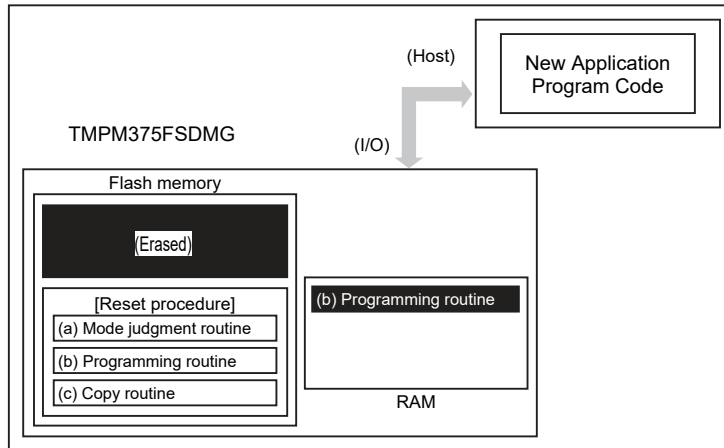 (Host)
New Application
Program Code
TMPM375FSDMG
(I/O)
Flash memory
(Erased)
[Reset procedure]
(a) Mode judgment routine
(b) Programming routine
(c) Copy routine
(b) Programming routine
RAM